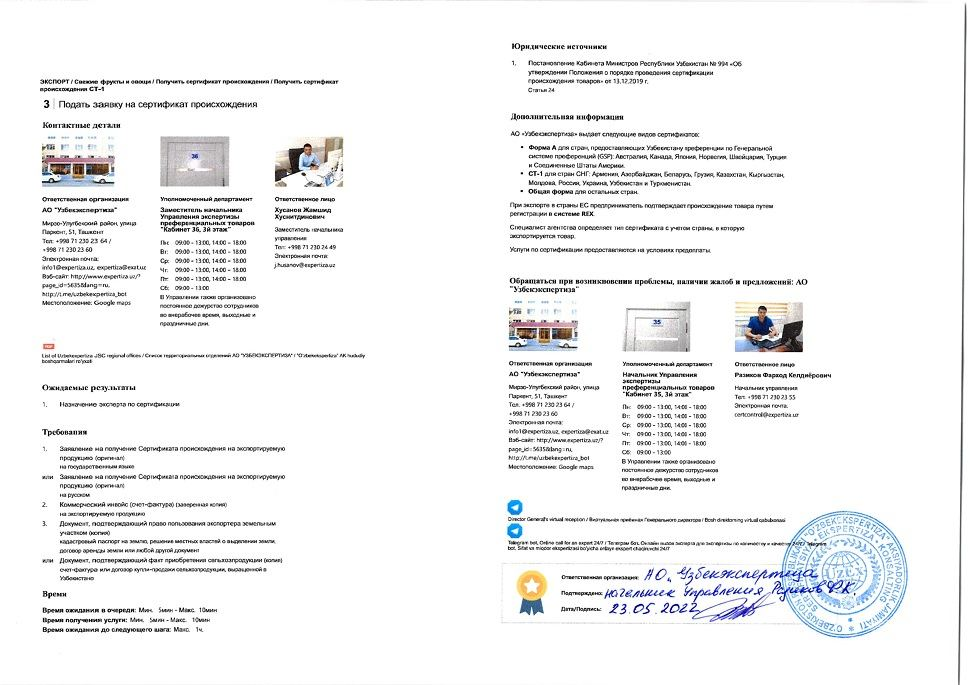 ЭКСПОРТ / Свежие фрукты и овощи / Получить сертификат происхождения / Получить сертификат
происхождения СТ-1
3 Подать заявку на сертификат происхождения
Контактные детали
36
Ответственная организация
АО "Узбекэкспертиза"
Мирзо-Улугбекский район, улица
Паркент, 51, Ташкент
Тел: +998 71 230 23 64 /
+998 71 230 23 60
Электронная почта:
info1@expertiza.uz, expertiza@exat.uz
Вэб-сайт: http://www.expertiza.uz/?
page_id=5635&lang=ru,
http://t.me/uzbekexpertiza_bot
Местоположение: Google maps
Уполномоченный департамент
Заместитель начальника
Управления экспертизы
преференциальных товаров
"Кабинет 36, 3й этаж"
Пн: 09:00 - 13:00, 14:00 - 18:00
Вт: 09:00 - 13:00, 14:00 - 18:00
Ср: 09:00 - 13:00, 14:00 - 18:00
Чт: 09:00 - 13:00, 14:00 - 18:00
Пт: 09:00 - 13:00, 14:00 - 18:00
Сб: 09:00 - 13:00
В Управлении также организовано
постоянное дежурство сотрудников
во внерабочее время, выходные и
праздничные дни.
Ответственное лицо
Хусанов Жамшид
Хуснитдинович
Заместитель начальника
управления
Тел: +998 71 230 24 49
Электронная почта:
j.husanov@expertiza.uz
PDF
List of Uzbekexpertiza JSC regional offices / Список территориальных отделений АО "УЗБЕКЭКСПЕРТИЗА" / "O'zbekekspertiza" AK hududiy
boshqarmalari ro'yxati
Ожидаемые результаты
1. Назначение эксперта по сертификации
Требования
1. Заявление на получение Сертификата происхождения на экспортируемую
продукцию (оригинал)
на государственным языке
или Заявление на получение Сертификата происхождения на экспортируемую
продукцию (оригинал)
на русском
2. Коммерческий инвойс (счет-фактура) (заверенная копия)
на экспортируемую продукцию
3. Документ, подтверждающий право пользования экспортера земельным
участком (копия)
кадастровый паспорт на землю, решение местных властей о выделении земли,
договор аренды земли или любой другой документ
или Документ, подтверждающий факт приобретения сельхозпродукции (копия)
счет-фактура или договор купли-продажи сельхозпродукции, выращенной в
Узбекистано
Время
Время ожидания в очереди: Мин. 5мин - Макс. 10мин
Время получения услуги: Мин. 5мин - Макс. 10мин
Время ожидания до следующего шага: Макс. 1ч.
Юридические источники
1. Постановление Кабинета Министров Республики Узбекистан № 994 «Об
утверждении Положения о порядке проведения сертификации
происхождения товаров» от 13.12.2019 г.
Статья 24
Дополнительная информация
АО «Узбекэкспертиза» выдает следующие видов сертификатов:
• Форма А для стран, предоставляющих Узбекистану преференции по Генеральной
системе преференций (GSP): Австралия, Канада, Япония, Норвегия, Швейцария, Турция
и Соединенные Штаты Америки.
• СТ-1 для стран СНГ: Армения, Азорбайджан, Беларусь, Грузия, Казахстан, Кыргызстан,
Молдова, Россия, Украина, Узбекистан и Туркменистан.
• Общая форма для остальных стран.
При экспорте в страны ЕС предприниматель подтверждает происхождение товара путем
регистрации в системе REX.
Специалист агентства определяет тип сертификата с учетом страны, в которую
экспортируется товар.
Услуги по сертификации предоставляются на условиях предоплаты.
Обращаться при возникновении проблемы, наличии жалоб и предложений: АО
"Узбекэкспертиза"
35
Ответственная организация
АО "Узбекэкспертиза"
Мирзо-Улугбекский район, улица
Паркент, 51, Ташкент
Тел: +998 71 230 23 64 /
+998 71 230 23 60
Электронная почта:
info1@expertiza.uz, expertiza@exat.uz
Вэб-сайт: http://www.expertiza.uz/?
page_id=5635&lang=ru,
http://t.me/uzbekexpertiza_bot
Местоположение: Google maps
Уполномоченный департамент
Начальник Управления
экспертизы
преференциальных товаров
"Кабинет 35, 3й этаж"
Пн: 09:00 - 13:00, 14:00 - 18:00
Вт: 09:00 - 13:00, 14:00 - 18:00
Ср: 09:00 - 13:00, 14:00 - 18:00
Чт: 09:00 - 13:00, 14:00 - 18:00
Пт: 09:00 - 13:00, 14:00 - 18:00
Сб: 09:00 - 13:00
В Управлении также организовано
постоянное дежурство сотрудников
во внерабочее время, выходные и
праздничные дни.
Ответственное лицо
Разиков Фарход Келдиёрович
Начальник управления
Тел: +998 71 230 23 55
Электронная почта:
certcontrol@expertiza.uz
Director General's virtual reception / Виртуальная приёмная Генерального директора / Bosh direktorning virtual qabulxonasi
Telegram bot, Online call for an expert 24/7 / Телеграм бот, Онлайн вызов эксперта для экспертизы по количеству и качеству 24/7 / Telegram
bot. Sifat va miqdor ekspertizasi bo'yicha onlayn ekspert chaqiruvchi 24/7
Ответственная организация: АО „Узбекэкспертиза
Подтверждено: начальник Управления Разиков Ф.К.
Дата/Подпись: 23.05.2022